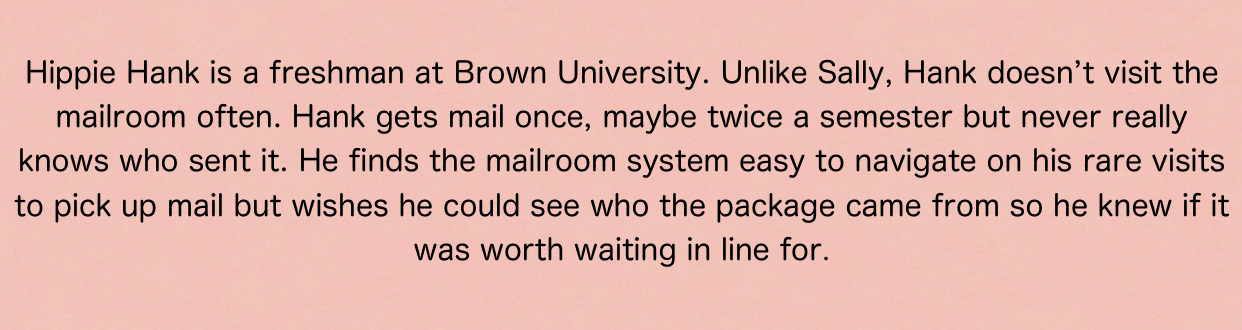 Hippie Hank is a freshman at Brown University. Unlike Sally, Hank doesn’t visit the
mailroom often. Hank gets mail once, maybe twice a semester but never really
knows who sent it. He finds the mailroom system easy to navigate on his rare visits
to pick up mail but wishes he could see who the package came from so he knew if it
was worth waiting in line for.